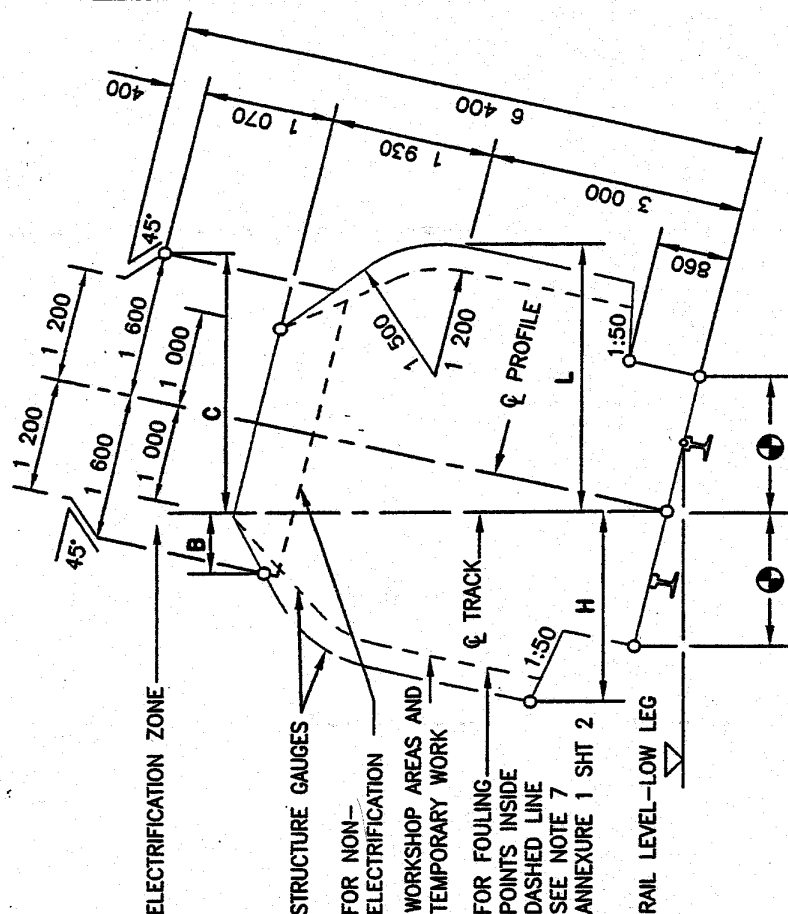 400
1 070
6 400
1 930
3 000
860
45°
1 200
1 600
1 000
1 200
1 600
1 000
45°
C
B
1 500
1 200
1:50
℄ PROFILE
L
℄ TRACK
H
1:50
ELECTRIFICATION ZONE
STRUCTURE GAUGES
FOR NON-
ELECTRIFICATION
WORKSHOP AREAS AND
TEMPORARY WORK
FOR FOULING
POINTS INSIDE
DASHED LINE
SEE NOTE 7
ANNEXURE 1 SHT 2
RAIL LEVEL-LOW LEG